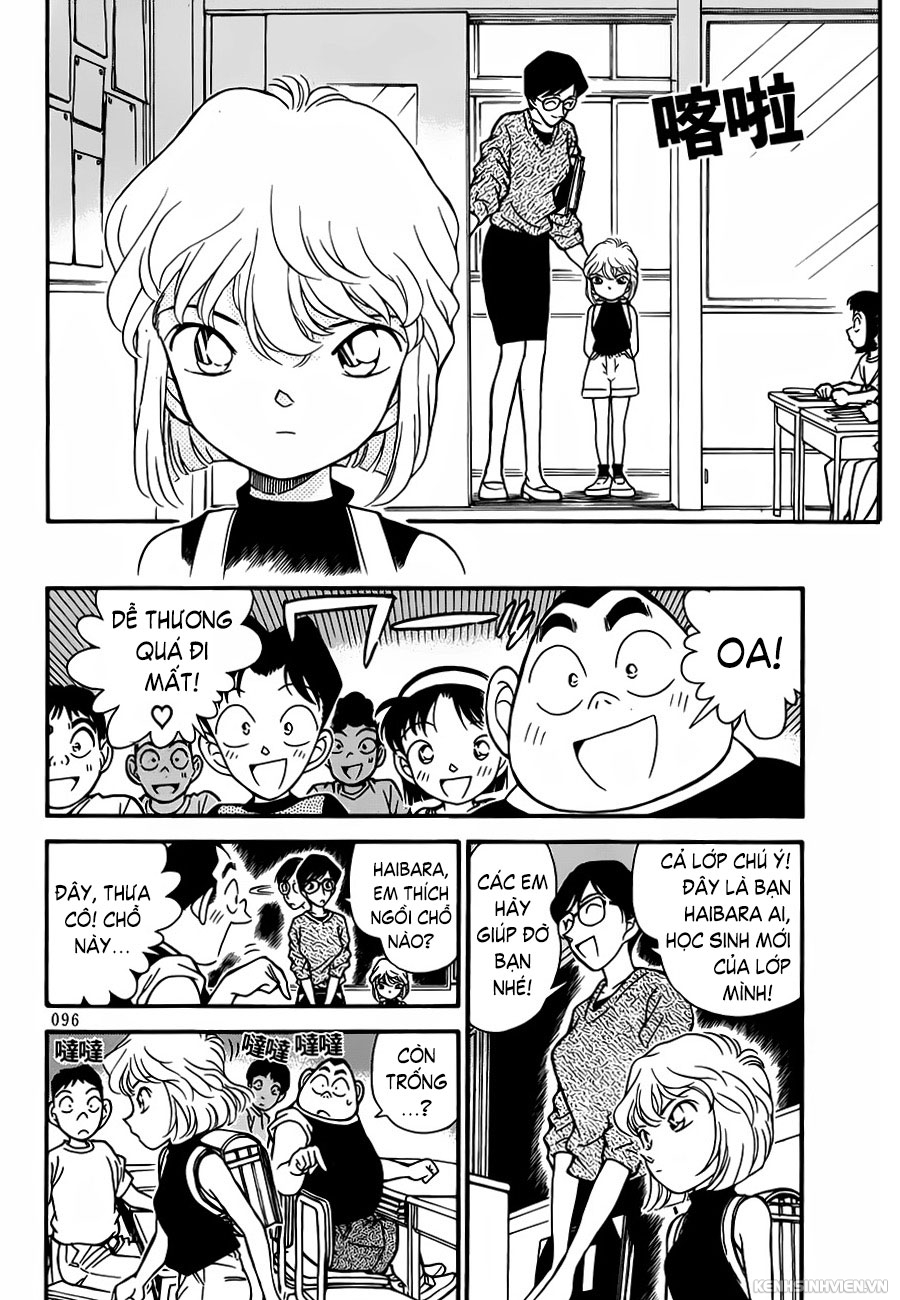 喀啦
OA!
DỄ THƯƠNG
QUÁ ĐI
MẤT!
♡
CẢ LỚP CHÚ Ý!
ĐÂY LÀ BẠN
HAIBARA AI,
HỌC SINH MỚI
CỦA LỚP
MÌNH!
CÁC EM
HÃY
GIÚP ĐỠ
BẠN
NHÉ!
HAIBARA,
EM THÍCH
NGỒI CHỖ
NÀO?
ĐÂY, THƯA
CÔ! CHỖ
NÀY...
096
CÒN
TRỐNG
...?
噠噠
噠噠
噠噠
KENHSINHVIEN.VN